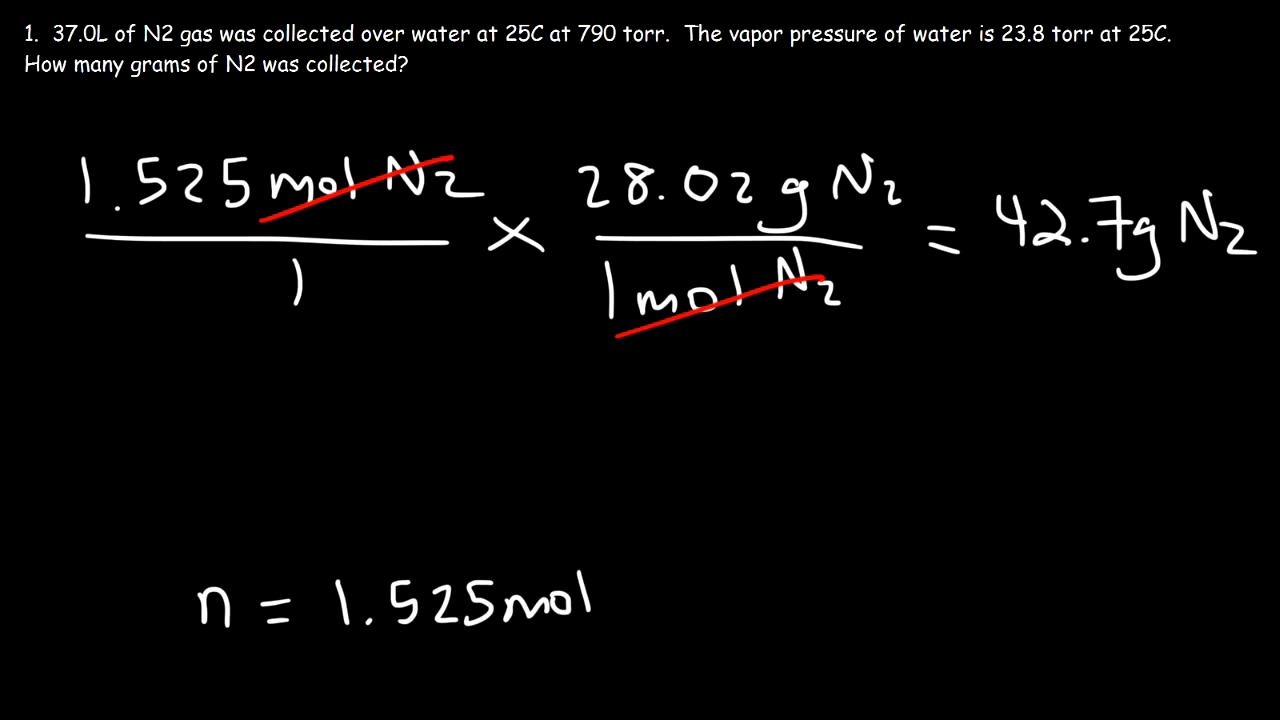 1. 37.0L of N2 gas was collected over water at 25C at 790 torr. The vapor pressure of water is 23.8 torr at 25C.
How many grams of N2 was collected?
1.525 mol N2 / 1 × 28.02 g N2 / 1 mol N2 = 42.7g N2
n = 1.525 mol